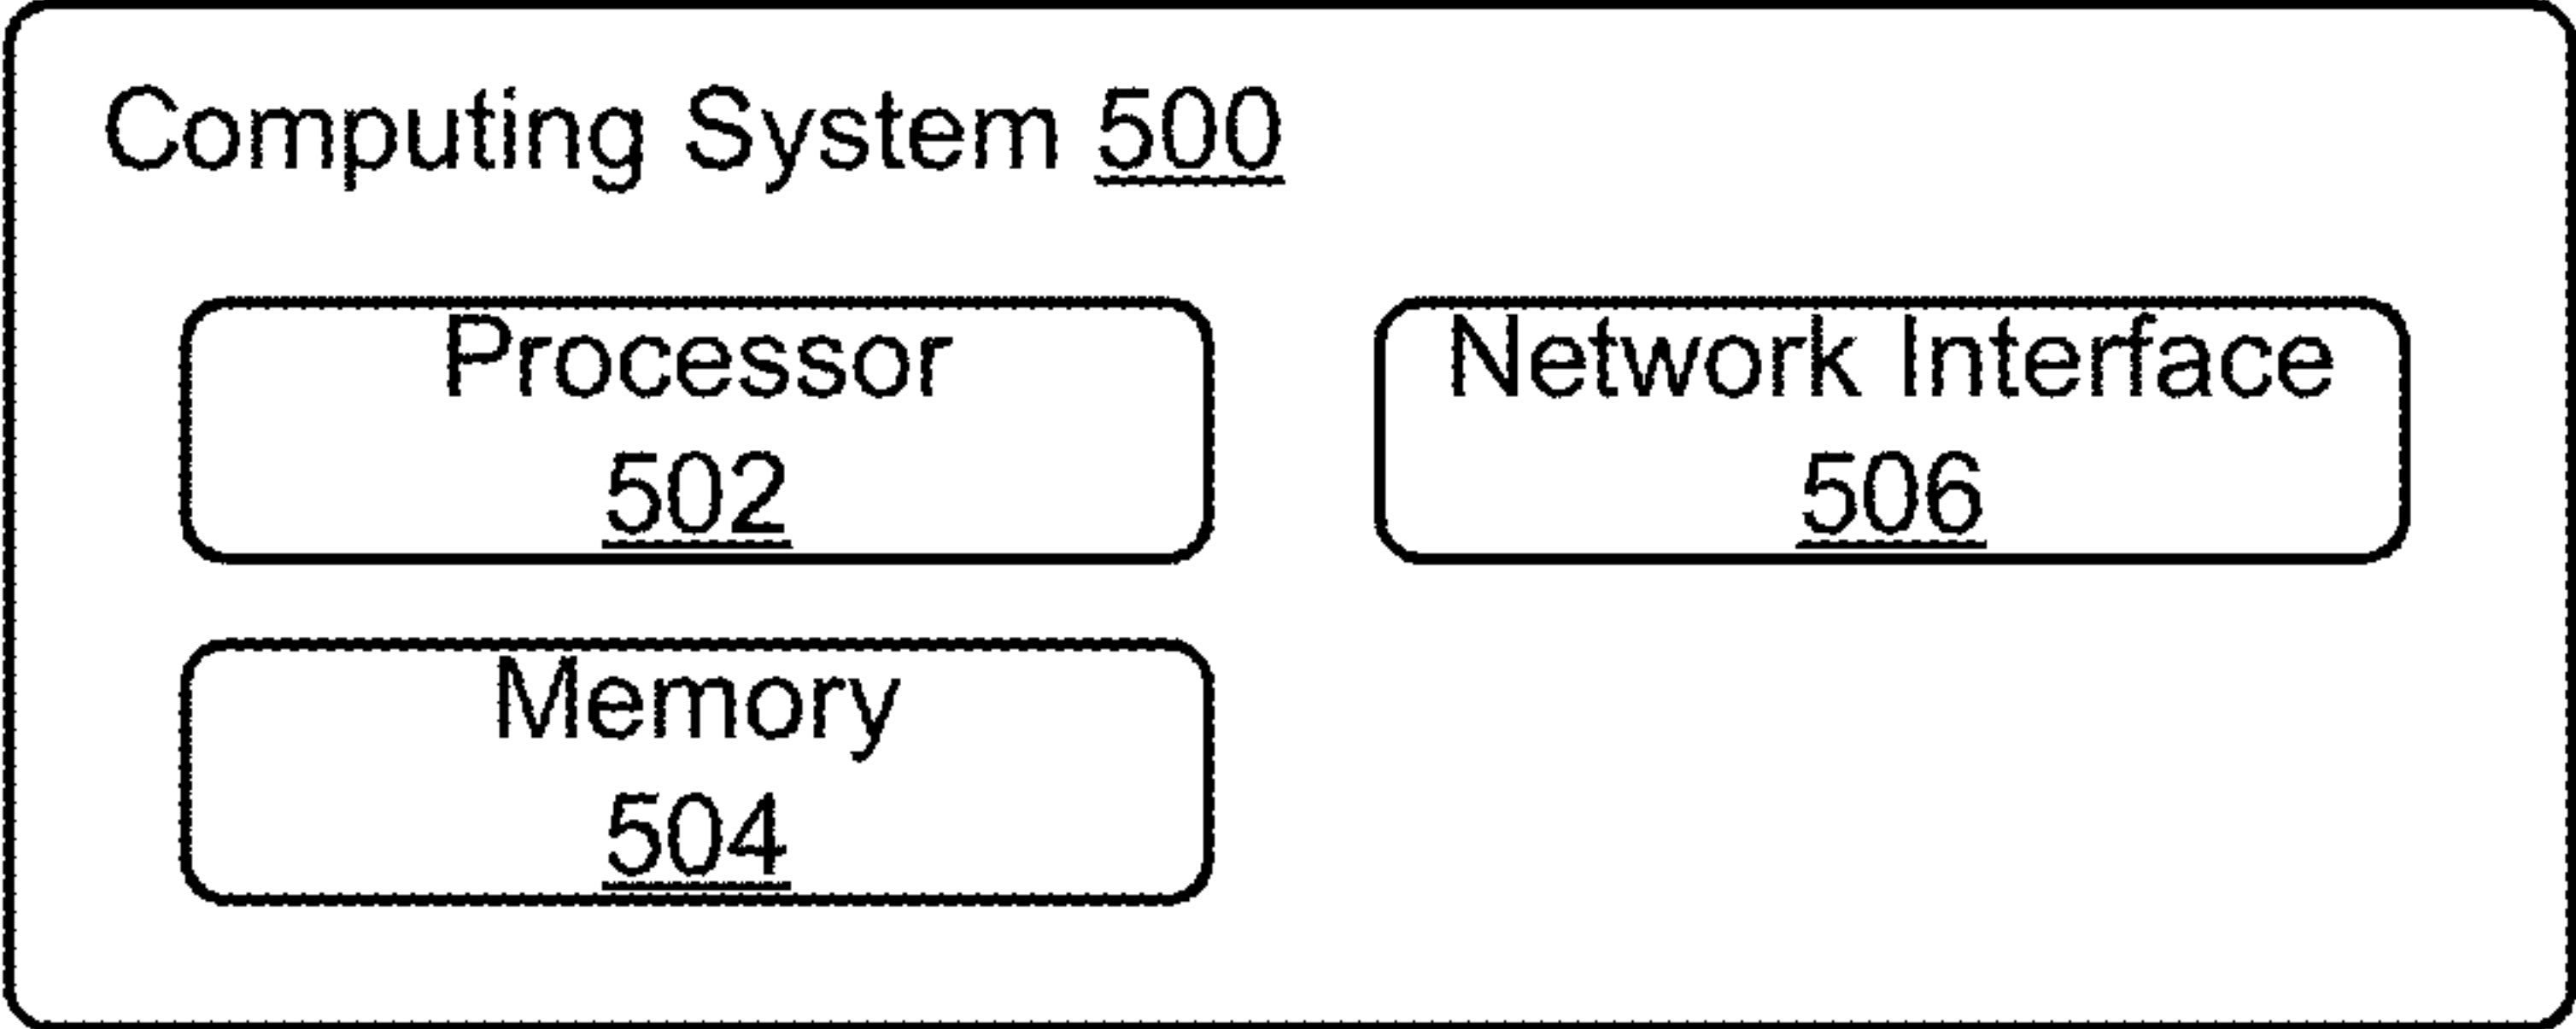 Computing System 500
Processor
502
Network Interface
506
Memory
504